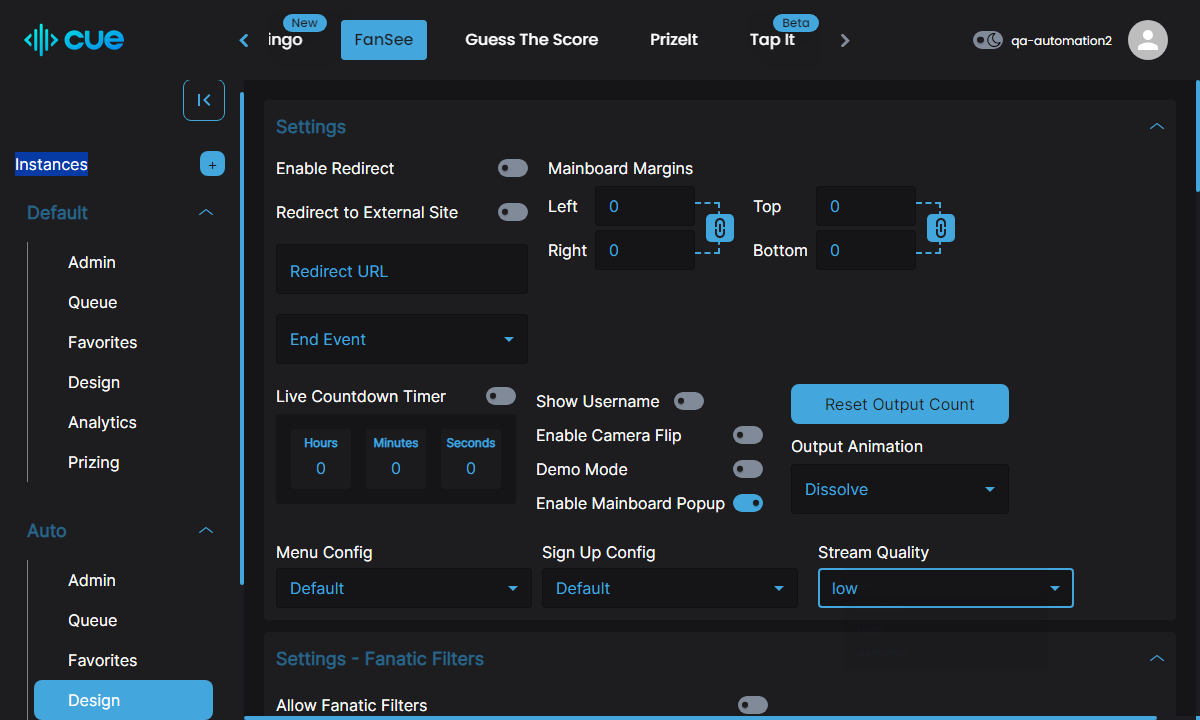 cue
New
ingo
FanSee
Guess The Score
PrizeIt
Beta
Tap It
qa-automation2
Instances
+
Default
Admin
Queue
Favorites
Design
Analytics
Prizing
Auto
Admin
Queue
Favorites
Design
Settings
Enable Redirect
Redirect to External Site
Redirect URL
End Event
Mainboard Margins
Left 0
Top 0
Right 0
Bottom 0
Live Countdown Timer
Hours Minutes Seconds
0 0 0
Show Username
Enable Camera Flip
Demo Mode
Enable Mainboard Popup
Reset Output Count
Output Animation
Dissolve
Menu Config
Default
Sign Up Config
Default
Stream Quality
low
Settings - Fanatic Filters
Allow Fanatic Filters